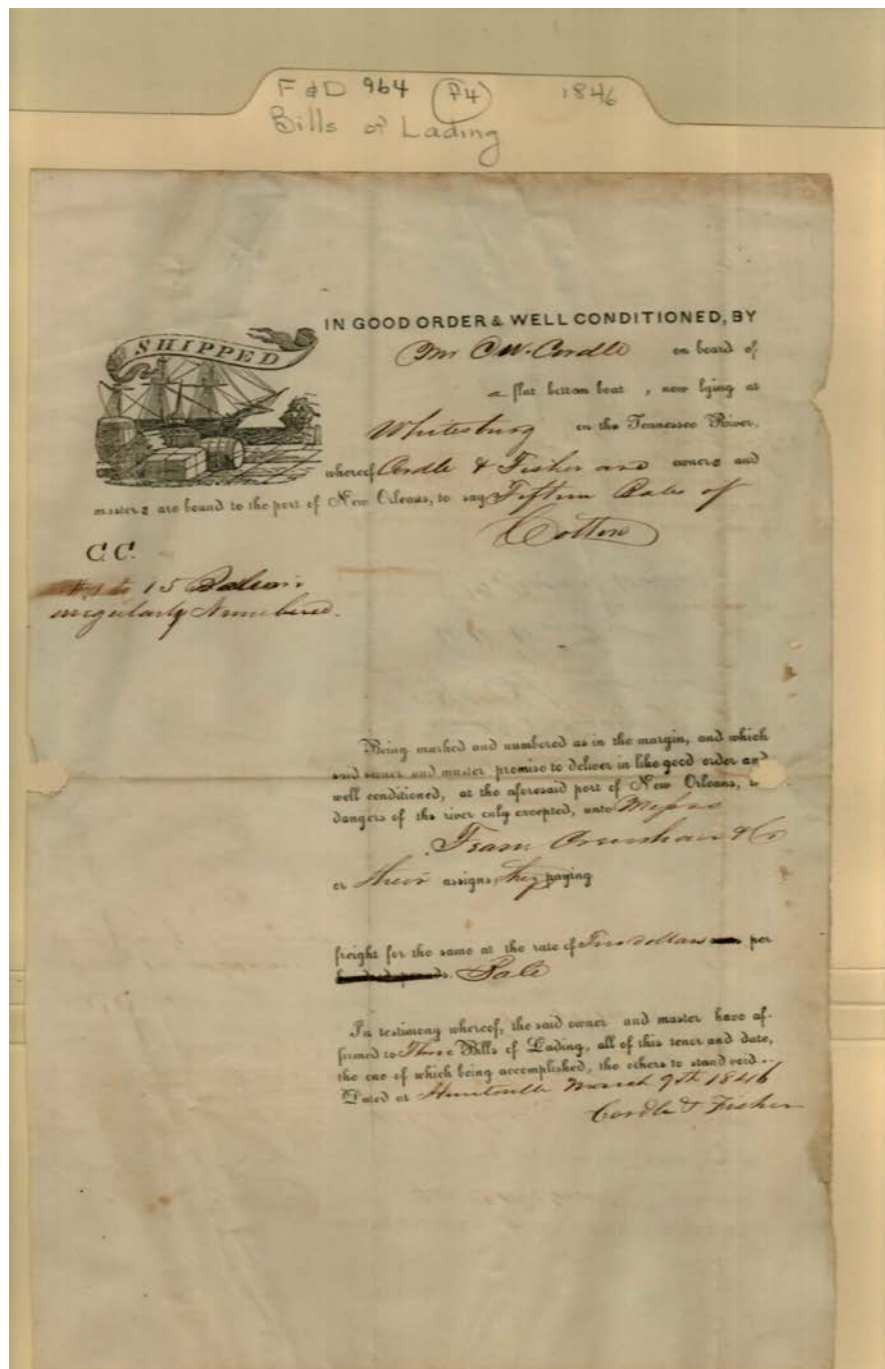 F & D 964 P4 1846
Bills of Lading
SHIPPED
IN GOOD ORDER & WELL CONDITIONED, BY
Mr C W. Cordle on board of
a flat bottom boat, now lying at
Whitesburg on the Tennessee River,
whereof Cordle & Fisher are owners and
masters are bound to the port of New Orleans, to say Fifteen Bales of
Cotton
C.C.
15 Bales
irregularly Numbered.
Being marked and numbered as in the margin, and which
said owner and master promise to deliver in like good order and
well conditioned, at the aforesaid port of New Orleans,
dangers of the river only excepted, unto Messrs
& Co
or their assigns, they paying
freight for the same at the rate of Two dollars per
Bale
In testimony whereof, the said owner and master have af-
firmed to Three Bills of Lading, all of this tenor and date,
the one of which being accomplished, the others to stand void.
Dated at Huntsville March 9th 1846
Cordle & Fisher